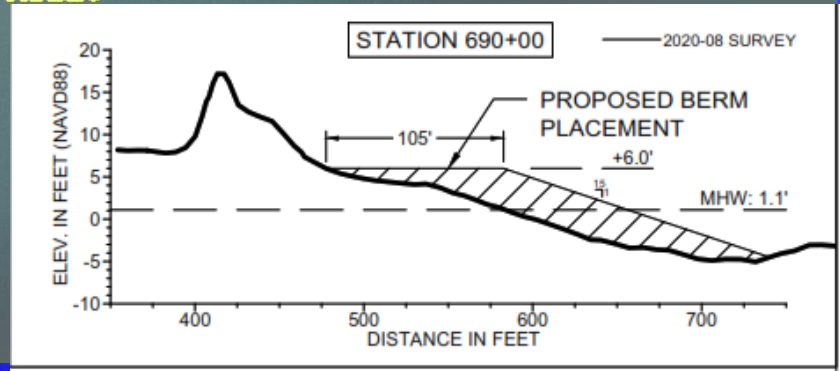 STATION 690+00
2020-08 SURVEY
PROPOSED BERM
PLACEMENT
105'
+6.0'
15
1
MHW: 1.1'
ELEV. IN FEET (NAVD88)
20
15
10
5
0
-5
-10
400
500
600
700
DISTANCE IN FEET